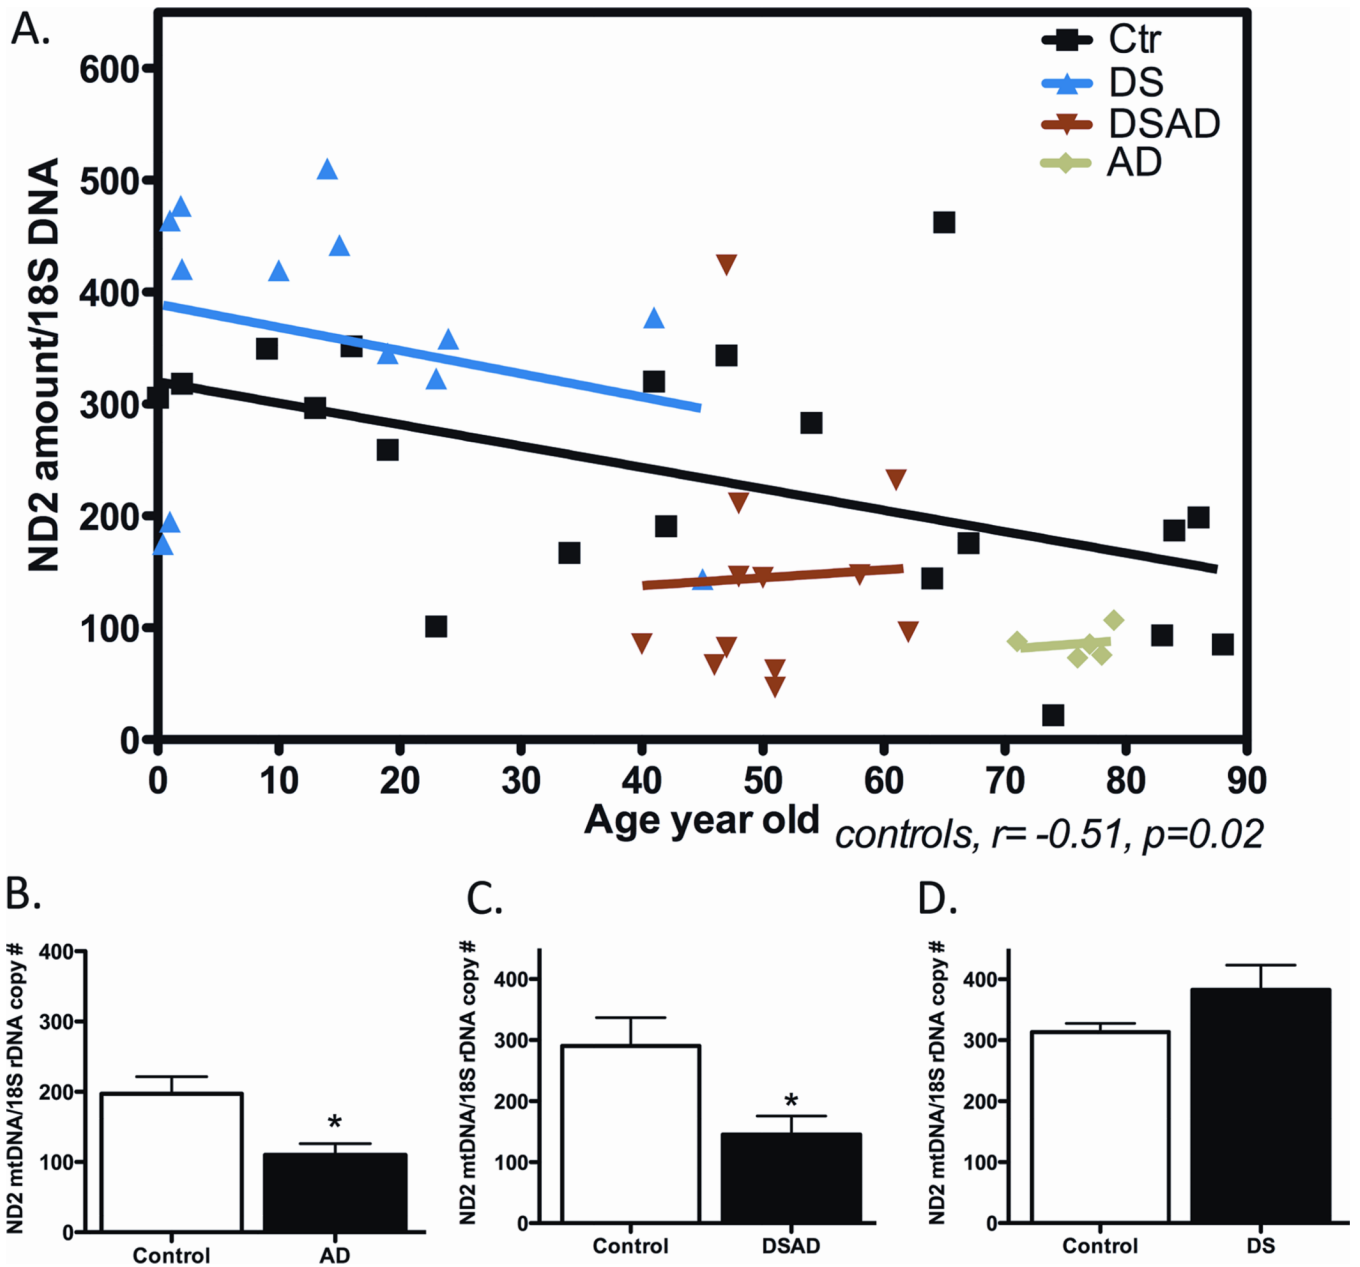 A.
Ctr
DS
DSAD
AD
ND2 amount/18S DNA
600
500
400
300
200
100
0
0 10 20 30 40 50 60 70 80 90
Age year old
controls, r= -0.51, p=0.02
B.
ND2 mtDNA/18S rDNA copy #
400
300
200
100
0
*
Control AD
C.
ND2 mtDNA/18S rDNA copy #
400
300
200
100
0
*
Control DSAD
D.
ND2 mtDNA/18S rDNA copy #
400
300
200
100
0
Control DS